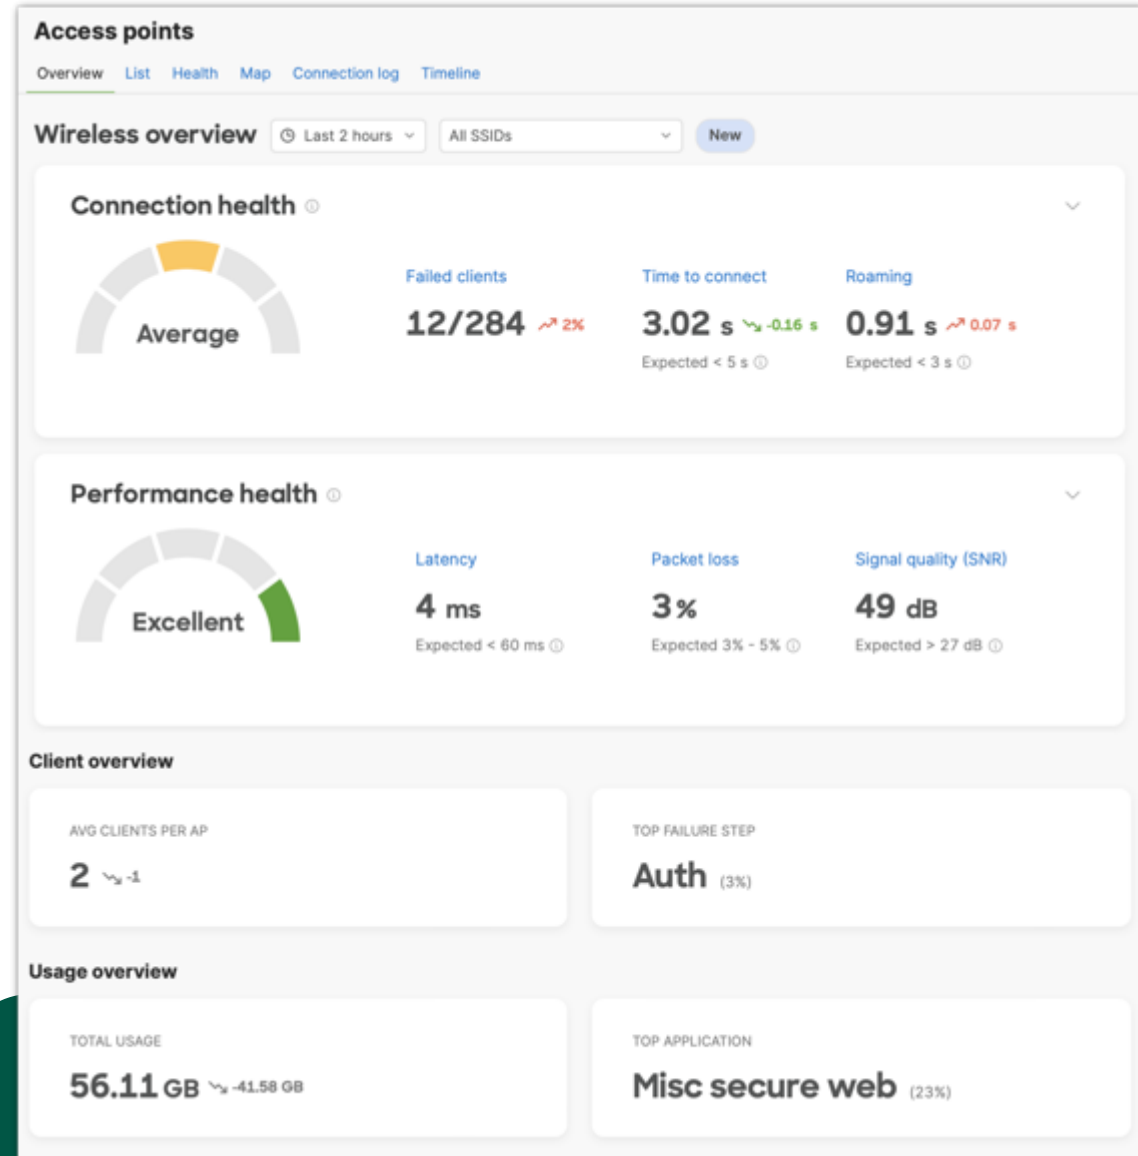 Access points
Overview List Health Map Connection log Timeline
Wireless overview Last 2 hours All SSIDs New
Connection health
Average
Failed clients Time to connect Roaming
12/284 2% 3.02 s -0.16 s 0.91 s 0.07 s
Expected < 5 s Expected < 3 s
Performance health
Excellent
Latency Packet loss Signal quality (SNR)
4 ms 3% 49 dB
Expected < 60 ms Expected 3% - 5% Expected > 27 dB
Client overview
AVG CLIENTS PER AP TOP FAILURE STEP
2 -1 Auth (3%)
Usage overview
TOTAL USAGE TOP APPLICATION
56.11 GB -41.58 GB Misc secure web (23%)